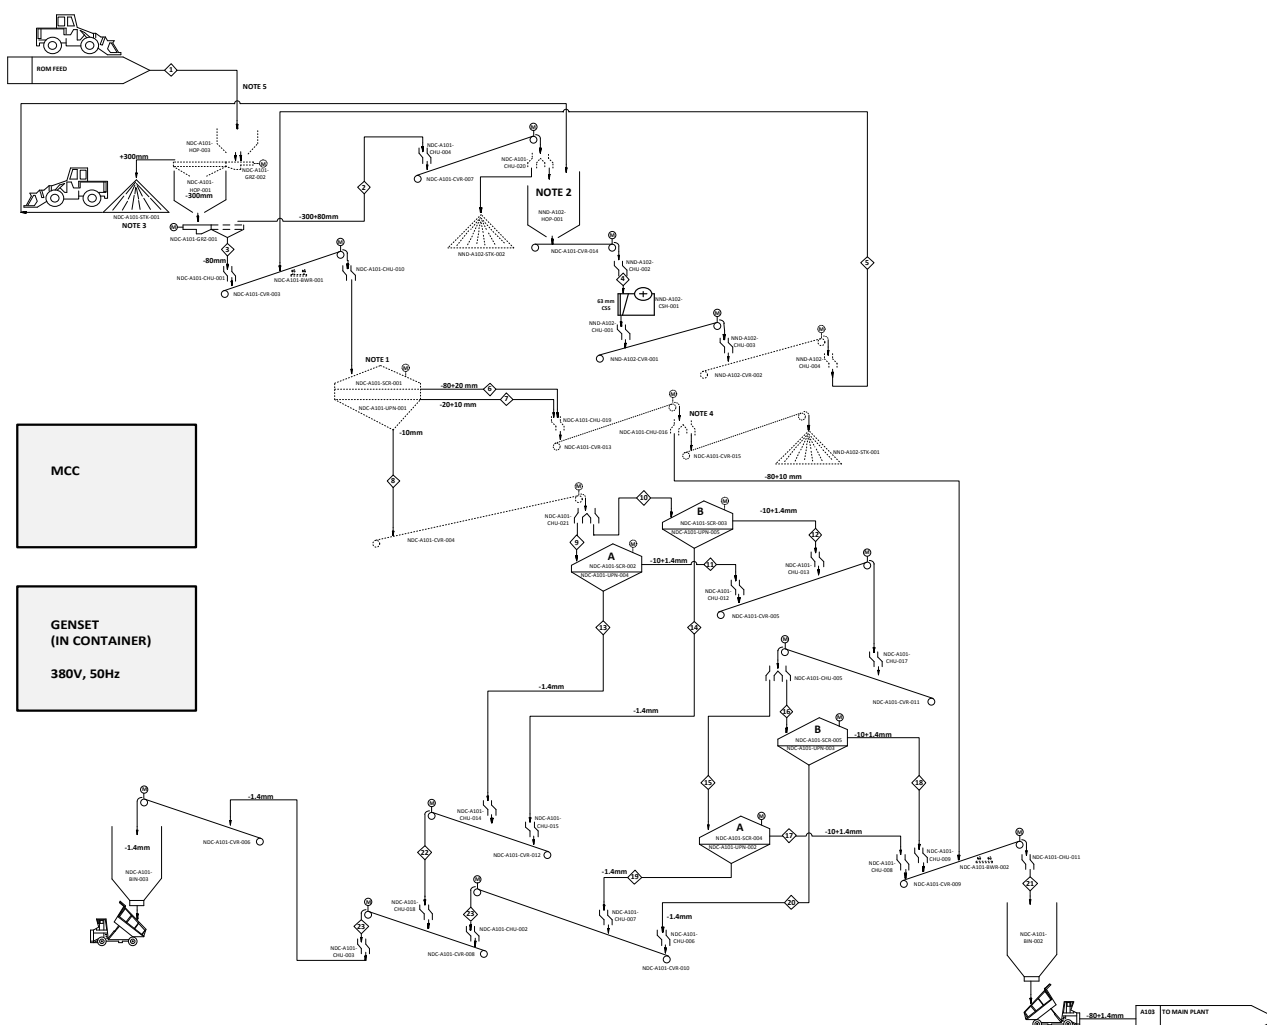 ROM FEED
1
NOTE 5
+300mm
NDC-A101-
HOP-003
M
NDC-A101-
GRZ-002
NDC-A101-
HOP-001
-300mm
NDC-A101-STK-001
NOTE 3
M
NDC-A101-GRZ-001
-300+80mm
2
3
-80mm
NDC-A101-CHU-001
NDC-A101-CVR-003
NDC-A101-BWR-001
M
NDC-A101-CHU-010
NDC-A101-
CHU-004
NDC-A101-CVR-007
M
NDC-A101-
CHU-020
NOTE 2
NND-A102-
HOP-001
NND-A102-STK-002
NDC-A101-CVR-014
M
NND-A102-
CHU-002
4
63 mm
CSS
NND-A102-
CSH-001
NND-A102-
CHU-001
NND-A102-CVR-001
M
NND-A102-
CHU-003
NND-A102-CVR-002
M
NND-A102-
CHU-004
5
NOTE 1
M
NDC-A101-SCR-001
NDC-A101-UPN-001
-80+20 mm
6
-20+10 mm
7
-10mm
8
NDC-A101-CHU-019
NDC-A101-CVR-013
M
NOTE 4
NDC-A101-CHU-016
NDC-A101-CVR-015
NND-A102-STK-001
-80+10 mm
MCC
GENSET
(IN CONTAINER)
380V, 50Hz
NDC-A101-CVR-004
M
NDC-A101-
CHU-021
9
10
M
B
NDC-A101-SCR-003
NDC-A101-UPN-005
-10+1.4mm
12
M
A
NDC-A101-SCR-002
NDC-A101-UPN-004
-10+1.4mm
11
NDC-A101-
CHU-013
NDC-A101-
CHU-012
NDC-A101-CVR-005
M
13
14
NDC-A101-
CHU-017
M
NDC-A101-CHU-005
NDC-A101-CVR-011
-1.4mm
-1.4mm
16
M
B
NDC-A101-SCR-005
NDC-A101-UPN-003
-10+1.4mm
15
18
M
-1.4mm
NDC-A101-CVR-006
-1.4mm
NDC-A101-
BIN-003
M
NDC-A101-
CHU-014
NDC-A101-
CHU-015
NDC-A101-CVR-012
22
M
A
NDC-A101-SCR-004
NDC-A101-UPN-002
17
-10+1.4mm
NDC-A101-
CHU-009
NDC-A101-
CHU-008
NDC-A101-CVR-009
NDC-A101-BWR-002
M
NDC-A101-CHU-011
21
-1.4mm
19
20
-1.4mm
M
M
23
23
NDC-A101-
CHU-018
NDC-A101-CHU-002
NDC-A101-
CHU-003
NDC-A101-CVR-008
NDC-A101-
CHU-007
NDC-A101-
CHU-006
NDC-A101-CVR-010
NDC-A101-
BIN-002
-80+1.4mm
A103
TO MAIN PLANT